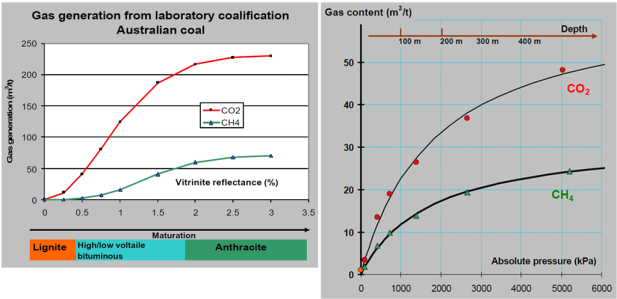 Gas generation from laboratory coalification
Australian coal
Gas generation (m³/t)
250
200
150
100
50
0
CO2
CH4
Vitrinite reflectance (%)
0 0.25 0.5 1 1.5 2 2.5 3 3.5
Maturation
Lignite
High/low voltaile
bituminous
Anthracite
Gas content (m³/t)
Depth
100 m 200 m 300 m 400 m
50
40
30
20
10
0
CO₂
CH₄
Absolute pressure (kPa)
0 1000 2000 3000 4000 5000 6000